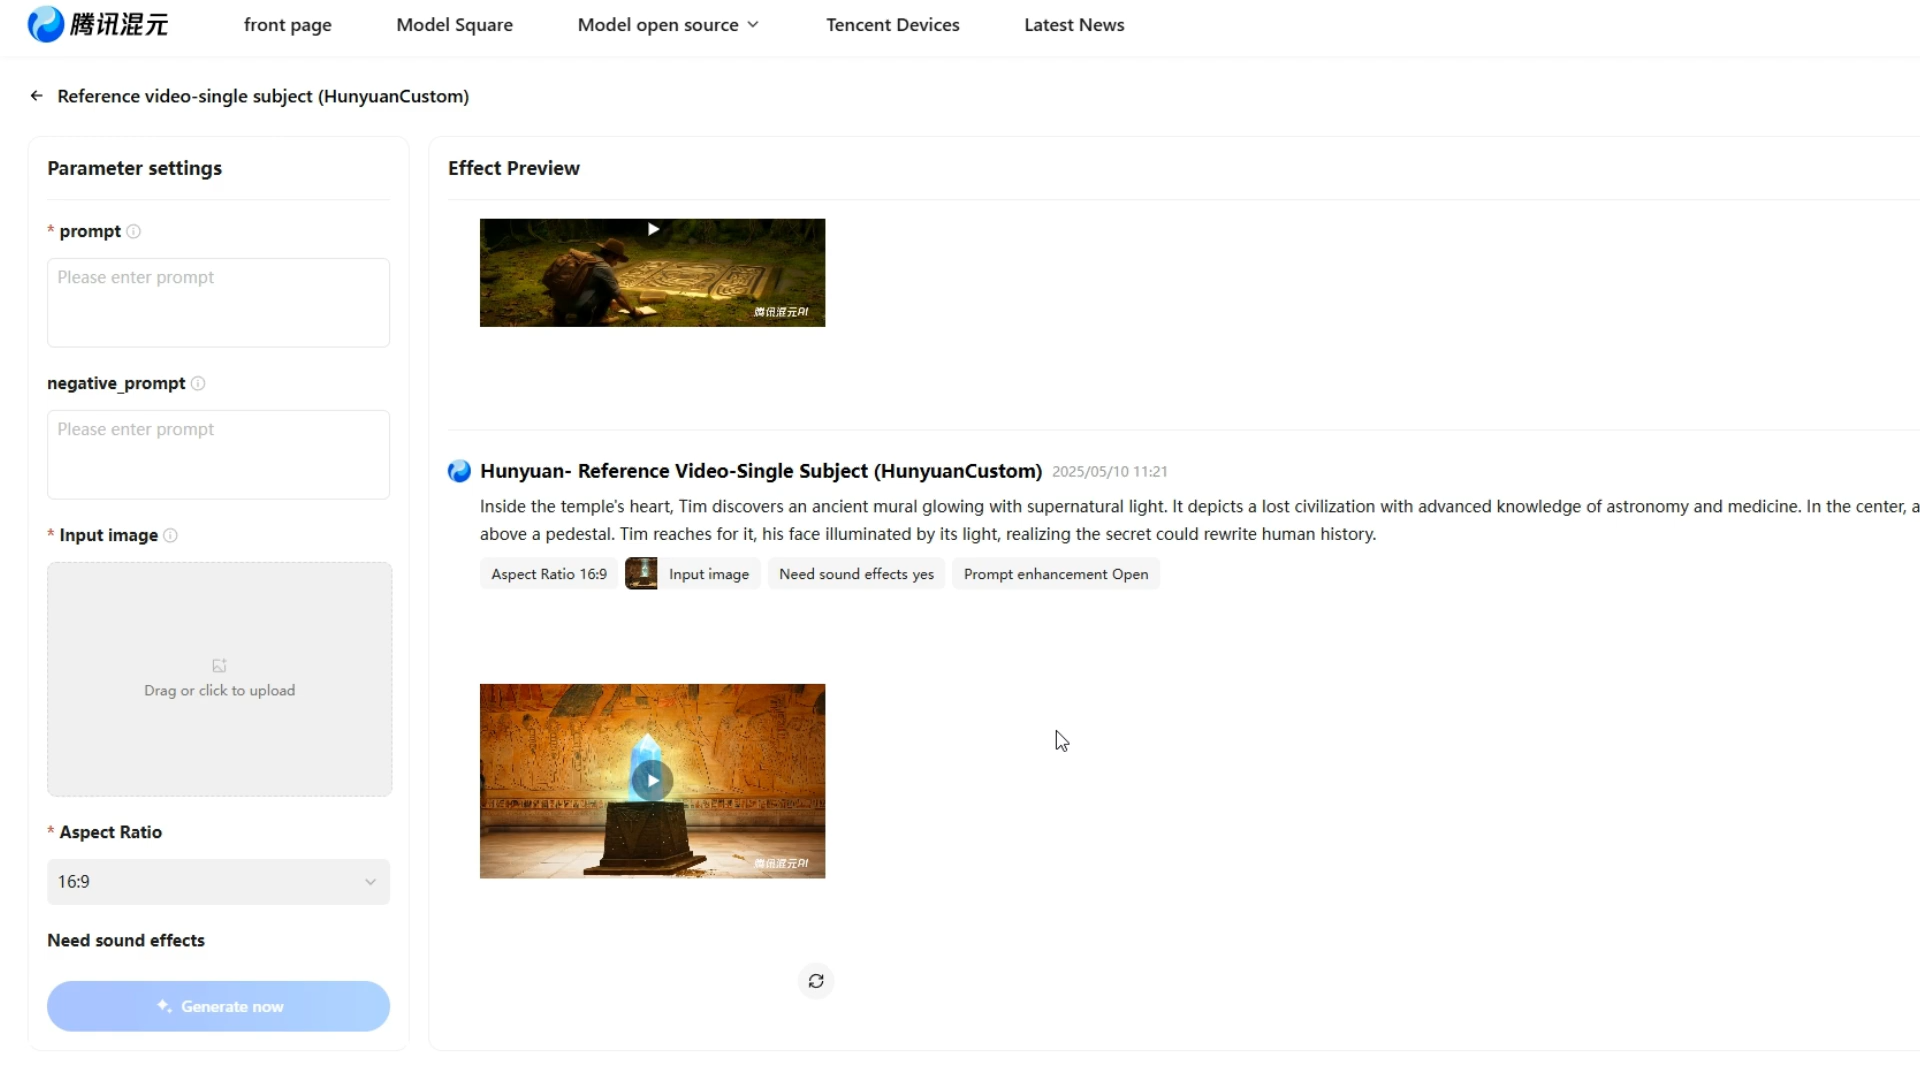 腾讯混元
front page
Model Square
Model open source
Tencent Devices
Latest News
Reference video-single subject (HunyuanCustom)
Parameter settings
* prompt
Please enter prompt
negative_prompt
Please enter prompt
* Input image
Drag or click to upload
* Aspect Ratio
16:9
Need sound effects
Generate now
Effect Preview
腾讯混元AI
Hunyuan- Reference Video-Single Subject (HunyuanCustom) 2025/05/10 11:21
Inside the temple's heart, Tim discovers an ancient mural glowing with supernatural light. It depicts a lost civilization with advanced knowledge of astronomy and medicine. In the center, a
above a pedestal. Tim reaches for it, his face illuminated by its light, realizing the secret could rewrite human history.
Aspect Ratio 16:9
Input image
Need sound effects yes
Prompt enhancement Open
腾讯混元AI